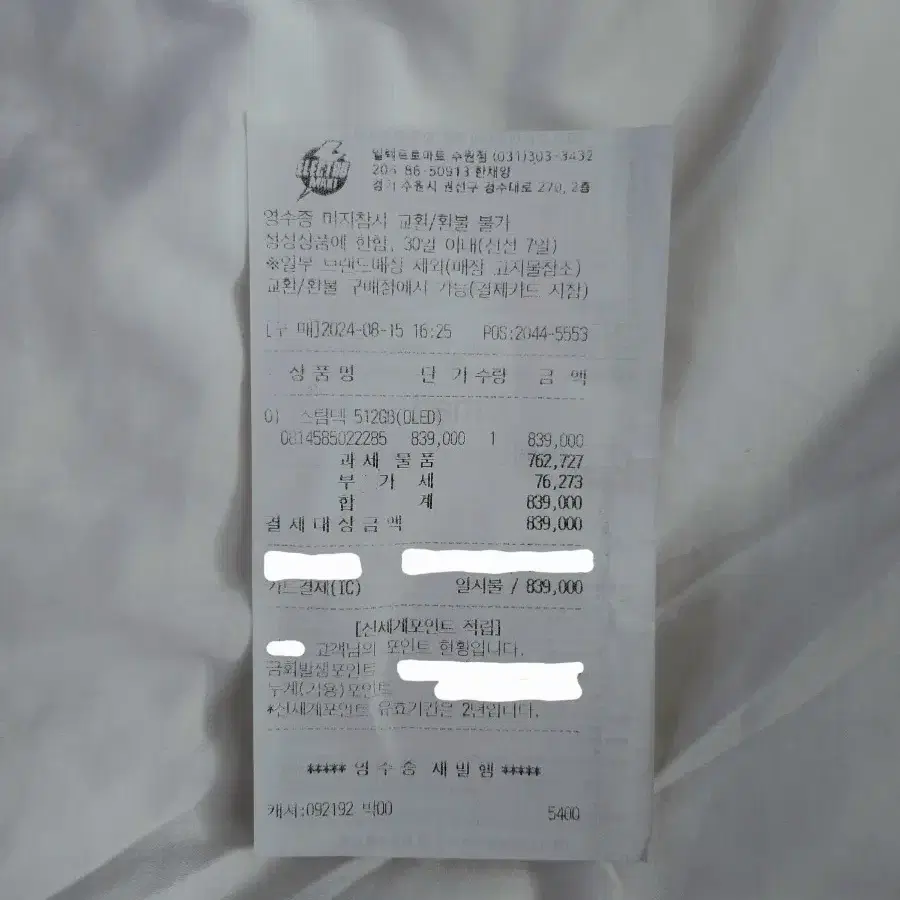 ELECTRO MART
일렉트로마트 수원점 (031)303-3432
206-86-50913 한채양
경기 수원시 권선구 경수대로 270, 2층
영수증 미지참시 교환/환불 불가
정상상품에 한함, 30일 이내(신선 7일)
※일부 브랜드매장 제외(매장 고지물참조)
교환/환불 구매점에서 가능(결제카드 지참)
[구 매]2024-08-15 16:25 POS:2044-5553
상 품 명 단 가 수량 금 액
01 스팀덱 512GB(OLED)
0814585022285 839,000 1 839,000
과 세 물 품 762,727
부 가 세 76,273
합 계 839,000
결 제 대 상 금 액 839,000
카드결제(IC) 일시불 / 839,000
[신세계포인트 적립]
고객님의 포인트 현황입니다.
금회발생포인트
누계(가용)포인트
*신세계포인트 유효기간은 2년입니다.
***** 영 수 증 재 발 행 *****
캐셔:092192 박00 5400